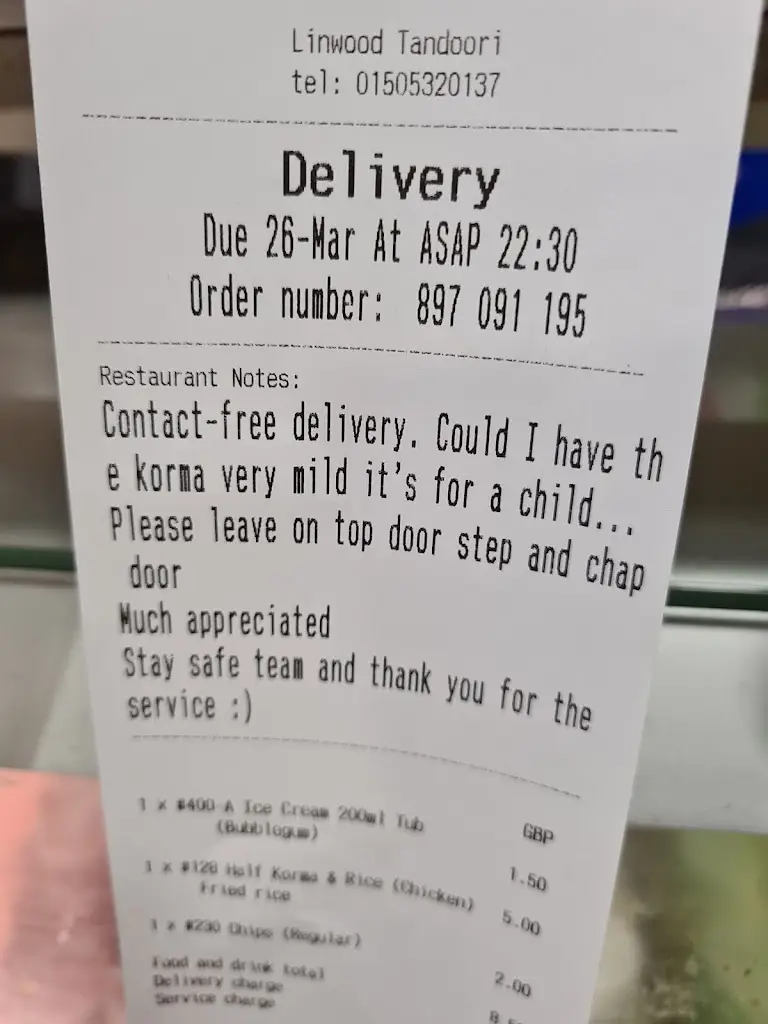 Linwood Tandoori
tel: 01505320137
Delivery
Due 26-Mar At ASAP 22:30
Order number: 897 091 195
Restaurant Notes:
Contact-free delivery. Could I have th
e korma very mild it's for a child...
Please leave on top door step and chap
door
Much appreciated
Stay safe team and thank you for the
service :)
GBP
1 x #400-A Ice Cream 200ml Tub 1.50
(Bubblegum)
1 x #128 Half Korma & Rice (Chicken) 5.00
Fried rice
1 x #230 Chips (Regular) 2.00
Food and drink total
Delivery charge
Service charge